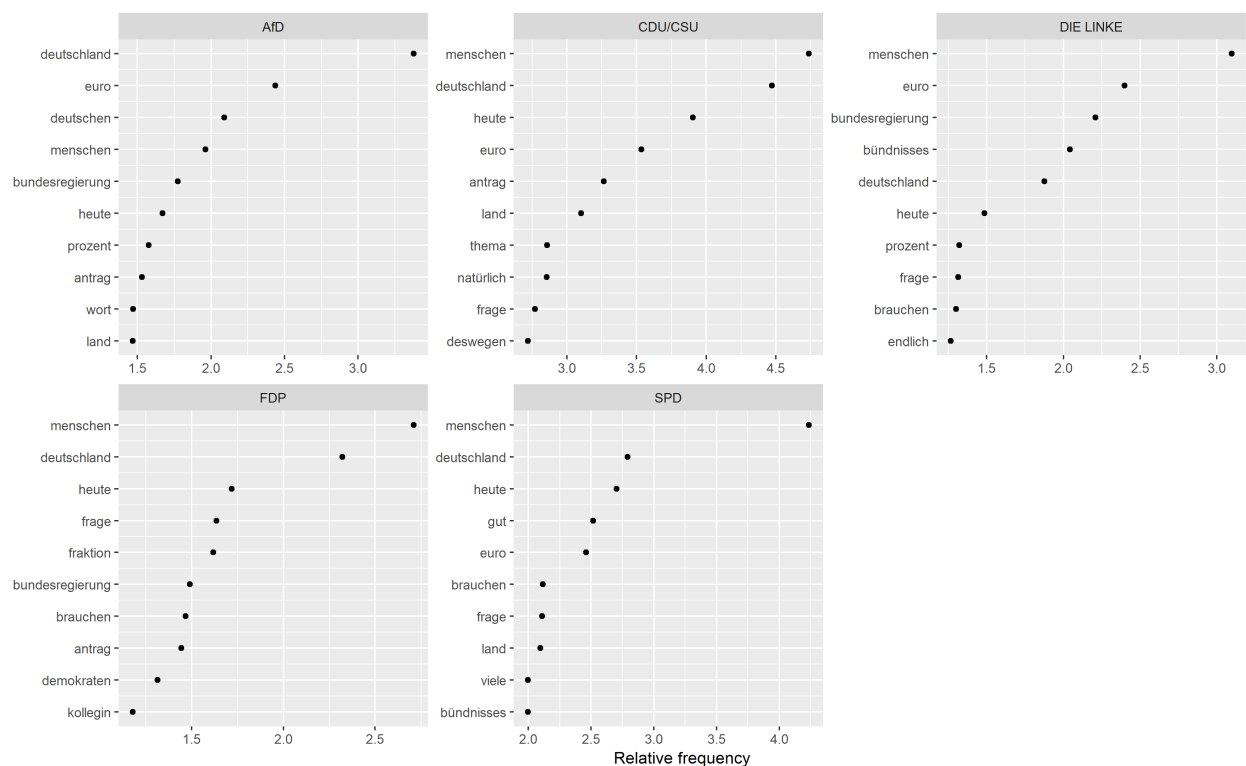 AfD
deutschland
euro
deutschen
menschen
bundesregierung
heute
prozent
antrag
wort
land
1.5 2.0 2.5 3.0
CDU/CSU
menschen
deutschland
heute
euro
antrag
land
thema
natürlich
frage
deswegen
3.0 3.5 4.0 4.5
DIE LINKE
menschen
euro
bundesregierung
bündnisses
deutschland
heute
prozent
frage
brauchen
endlich
1.5 2.0 2.5 3.0
FDP
menschen
deutschland
heute
frage
fraktion
bundesregierung
brauchen
antrag
demokraten
kollegin
1.5 2.0 2.5
SPD
menschen
deutschland
heute
gut
euro
brauchen
frage
land
viele
bündnisses
2.0 2.5 3.0 3.5 4.0
Relative frequency